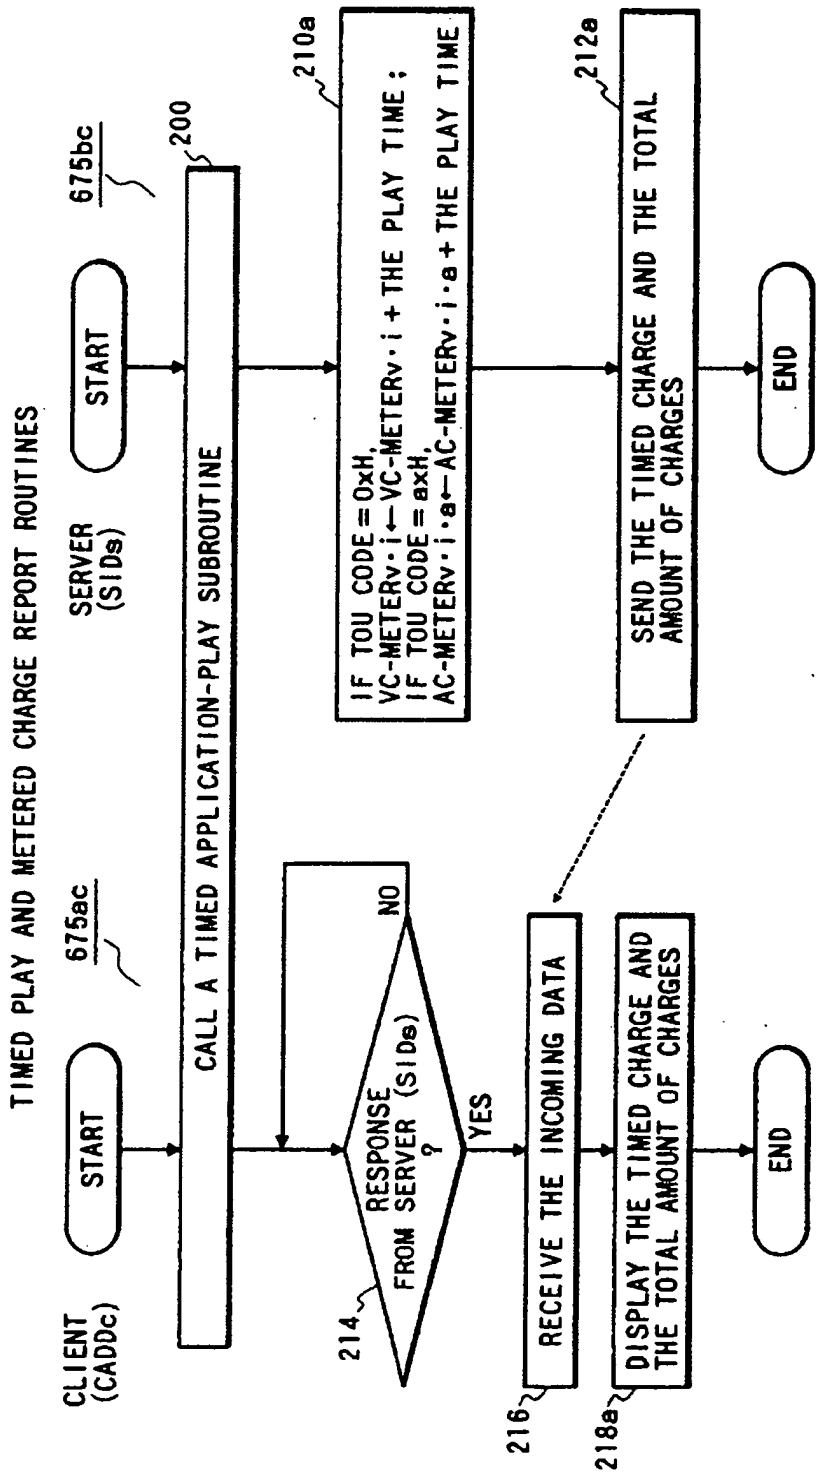 TIMED PLAY AND METERED CHARGE REPORT ROUTINES
CLIENT
(CADDc)
675ac
START
SERVER
(SIDs)
675bc
START
200
CALL A TIMED APPLICATION-PLAY SUBROUTINE
214
RESPONSE
FROM SERVER (SIDs)
?
NO
YES
210a
IF TOU CODE=0xH,
VC-METERv·i←VC-METERv·i+THE PLAY TIME;
IF TOU CODE=axH,
AC-METERv·i·a←AC-METERv·i·a+THE PLAY TIME
216
RECEIVE THE INCOMING DATA
212a
SEND THE TIMED CHARGE AND THE TOTAL
AMOUNT OF CHARGES
218a
DISPLAY THE TIMED CHARGE AND
THE TOTAL AMOUNT OF CHARGES
END
END